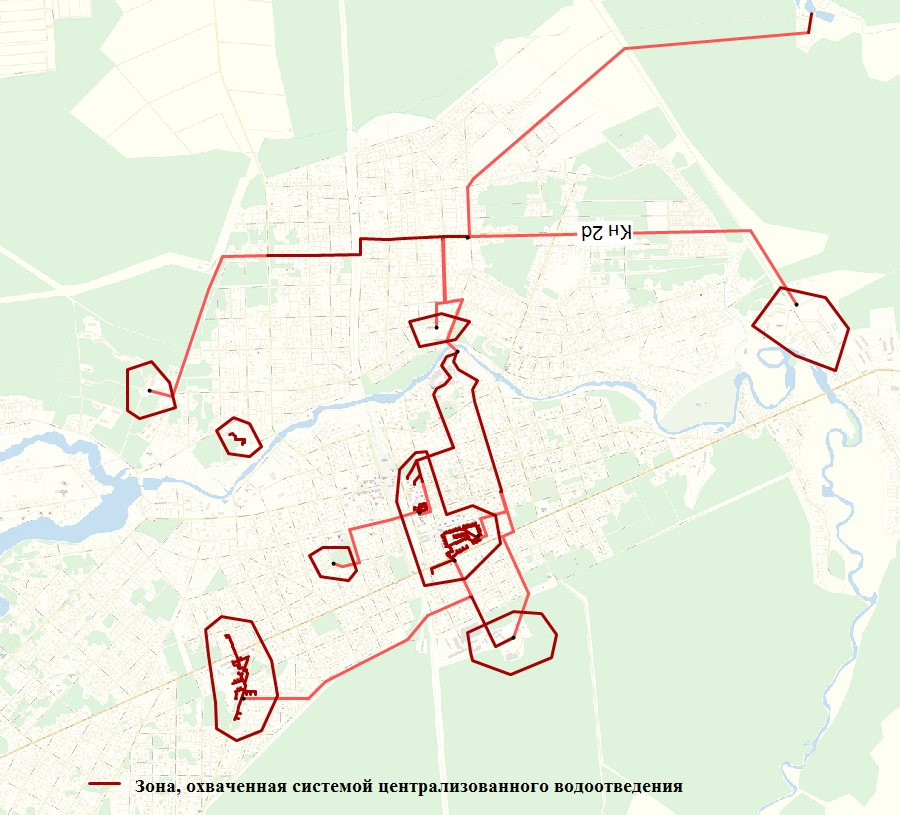 Кн 2d
Зона, охваченная системой централизованного водоотведения